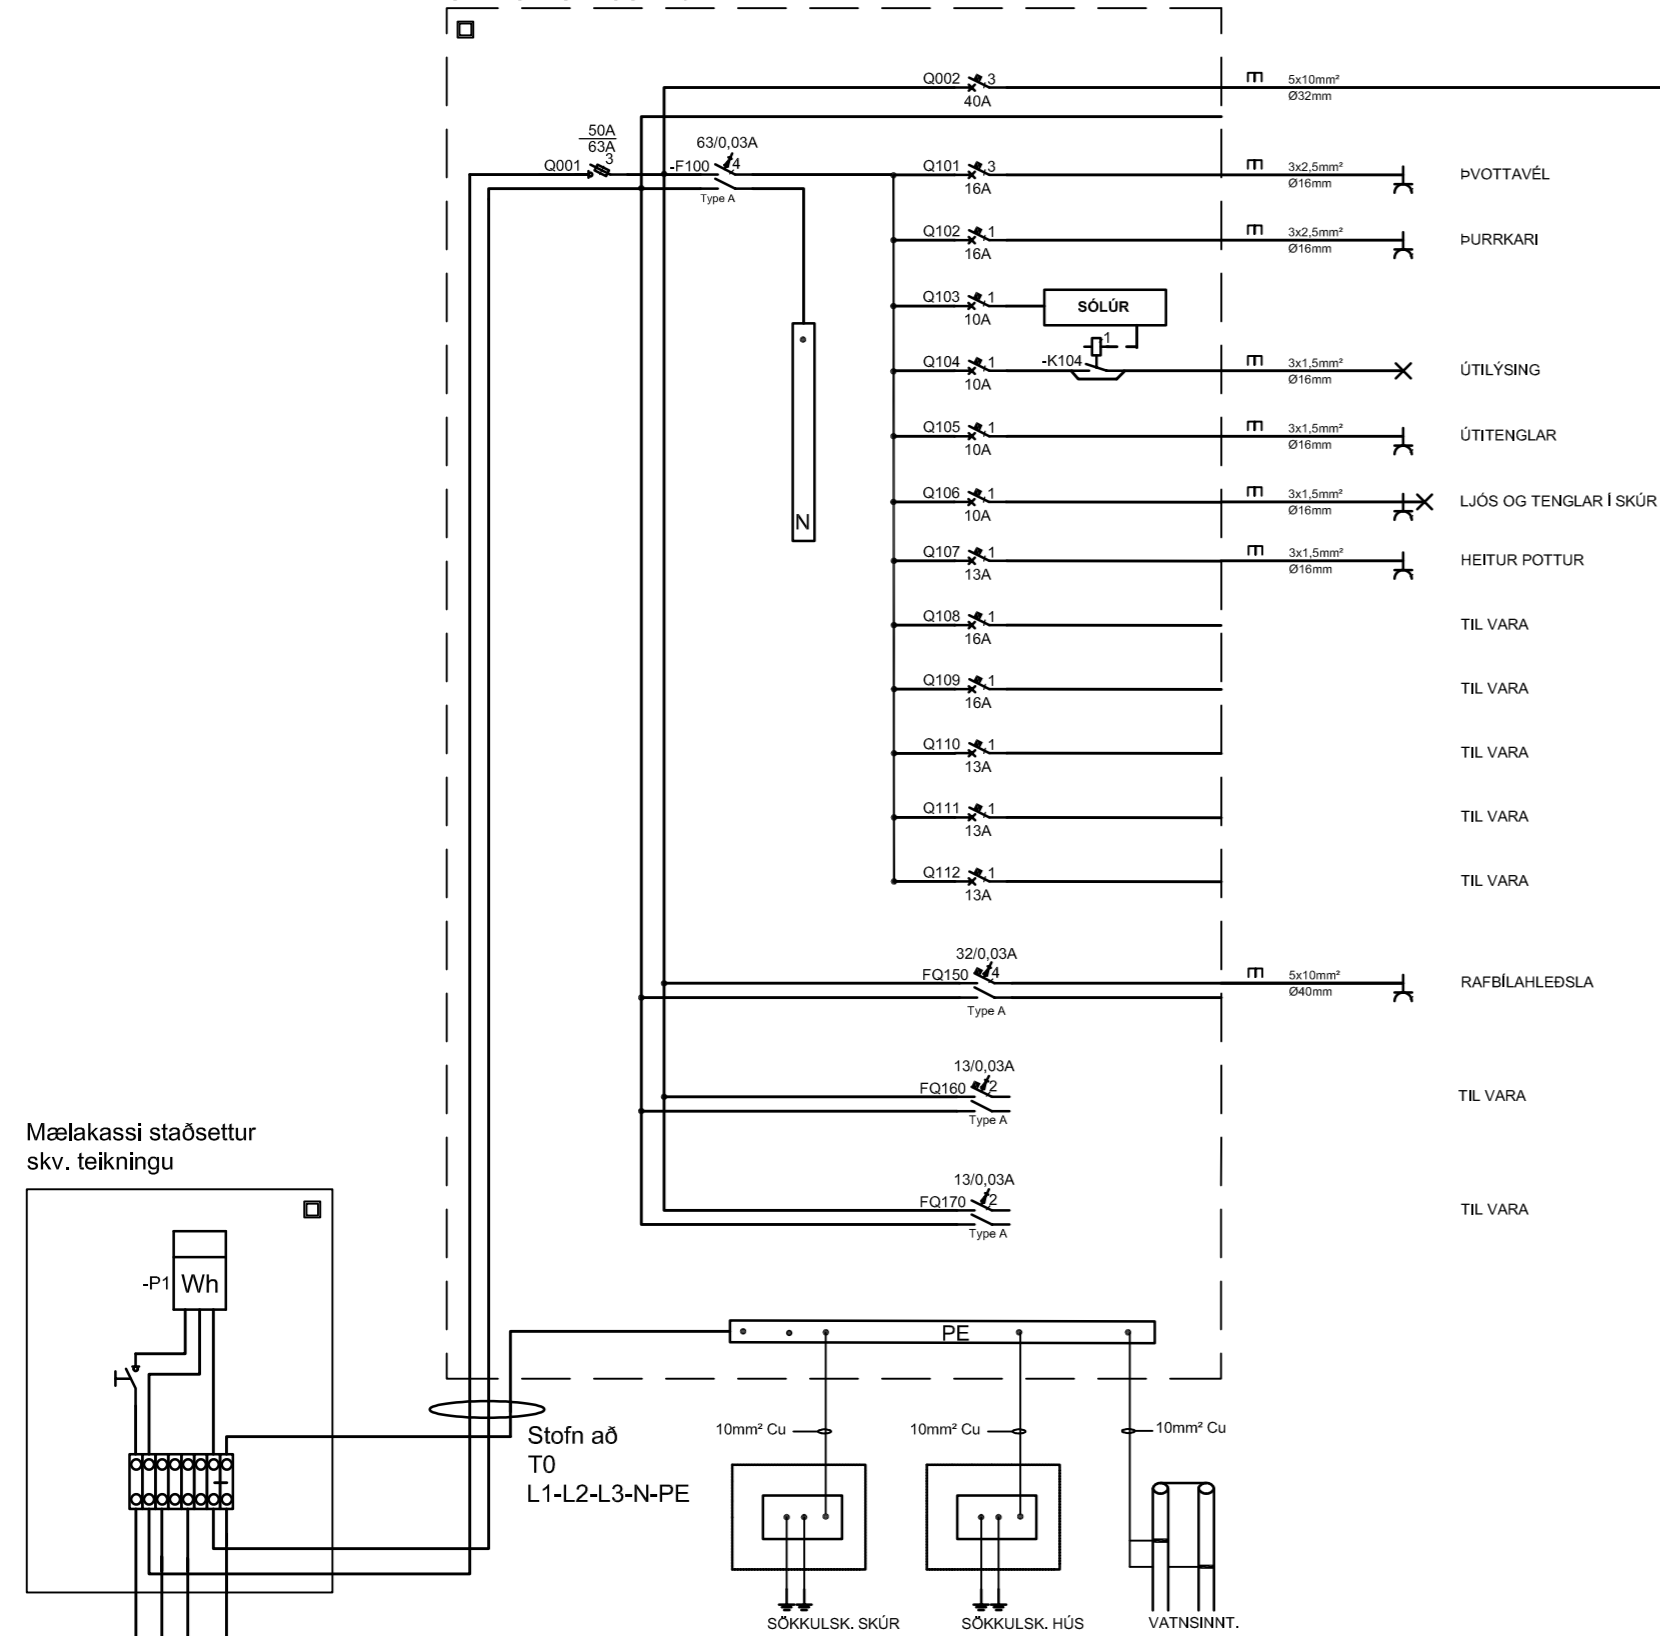 Q002 3
40A
5x10mm²
Ø32mm
50A
63A
Q001 3
63/0,03A
-F100 4
Type A
Q101 3
16A
3x2,5mm²
Ø16mm
ÞVOTTAVÉL
Q102 1
16A
3x2,5mm²
Ø16mm
ÞURRKARI
Q103 1
10A
SÓLÚR
1
Q104 1
10A
-K104
3x1,5mm²
Ø16mm
ÚTILÝSING
Q105 1
10A
3x1,5mm²
Ø16mm
ÚTITENGLAR
Q106 1
10A
3x1,5mm²
Ø16mm
LJÓS OG TENGLAR Í SKÚR
N
Q107 1
13A
3x1,5mm²
Ø16mm
HEITUR POTTUR
Q108 1
16A
TIL VARA
Q109 1
16A
TIL VARA
Q110 1
13A
TIL VARA
Q111 1
13A
TIL VARA
Q112 1
13A
TIL VARA
32/0,03A
FQ150 4
Type A
5x10mm²
Ø40mm
RAFBÍLAHLEÐSLA
13/0,03A
FQ160 2
Type A
TIL VARA
13/0,03A
FQ170 2
Type A
TIL VARA
Mælakassi staðsettur
skv. teikningu
-P1 Wh
PE
Stofn að
T0
L1-L2-L3-N-PE
10mm² Cu
10mm² Cu
10mm² Cu
SÖKKULSK. SKÚR
SÖKKULSK. HÚS
VATNSINNT.